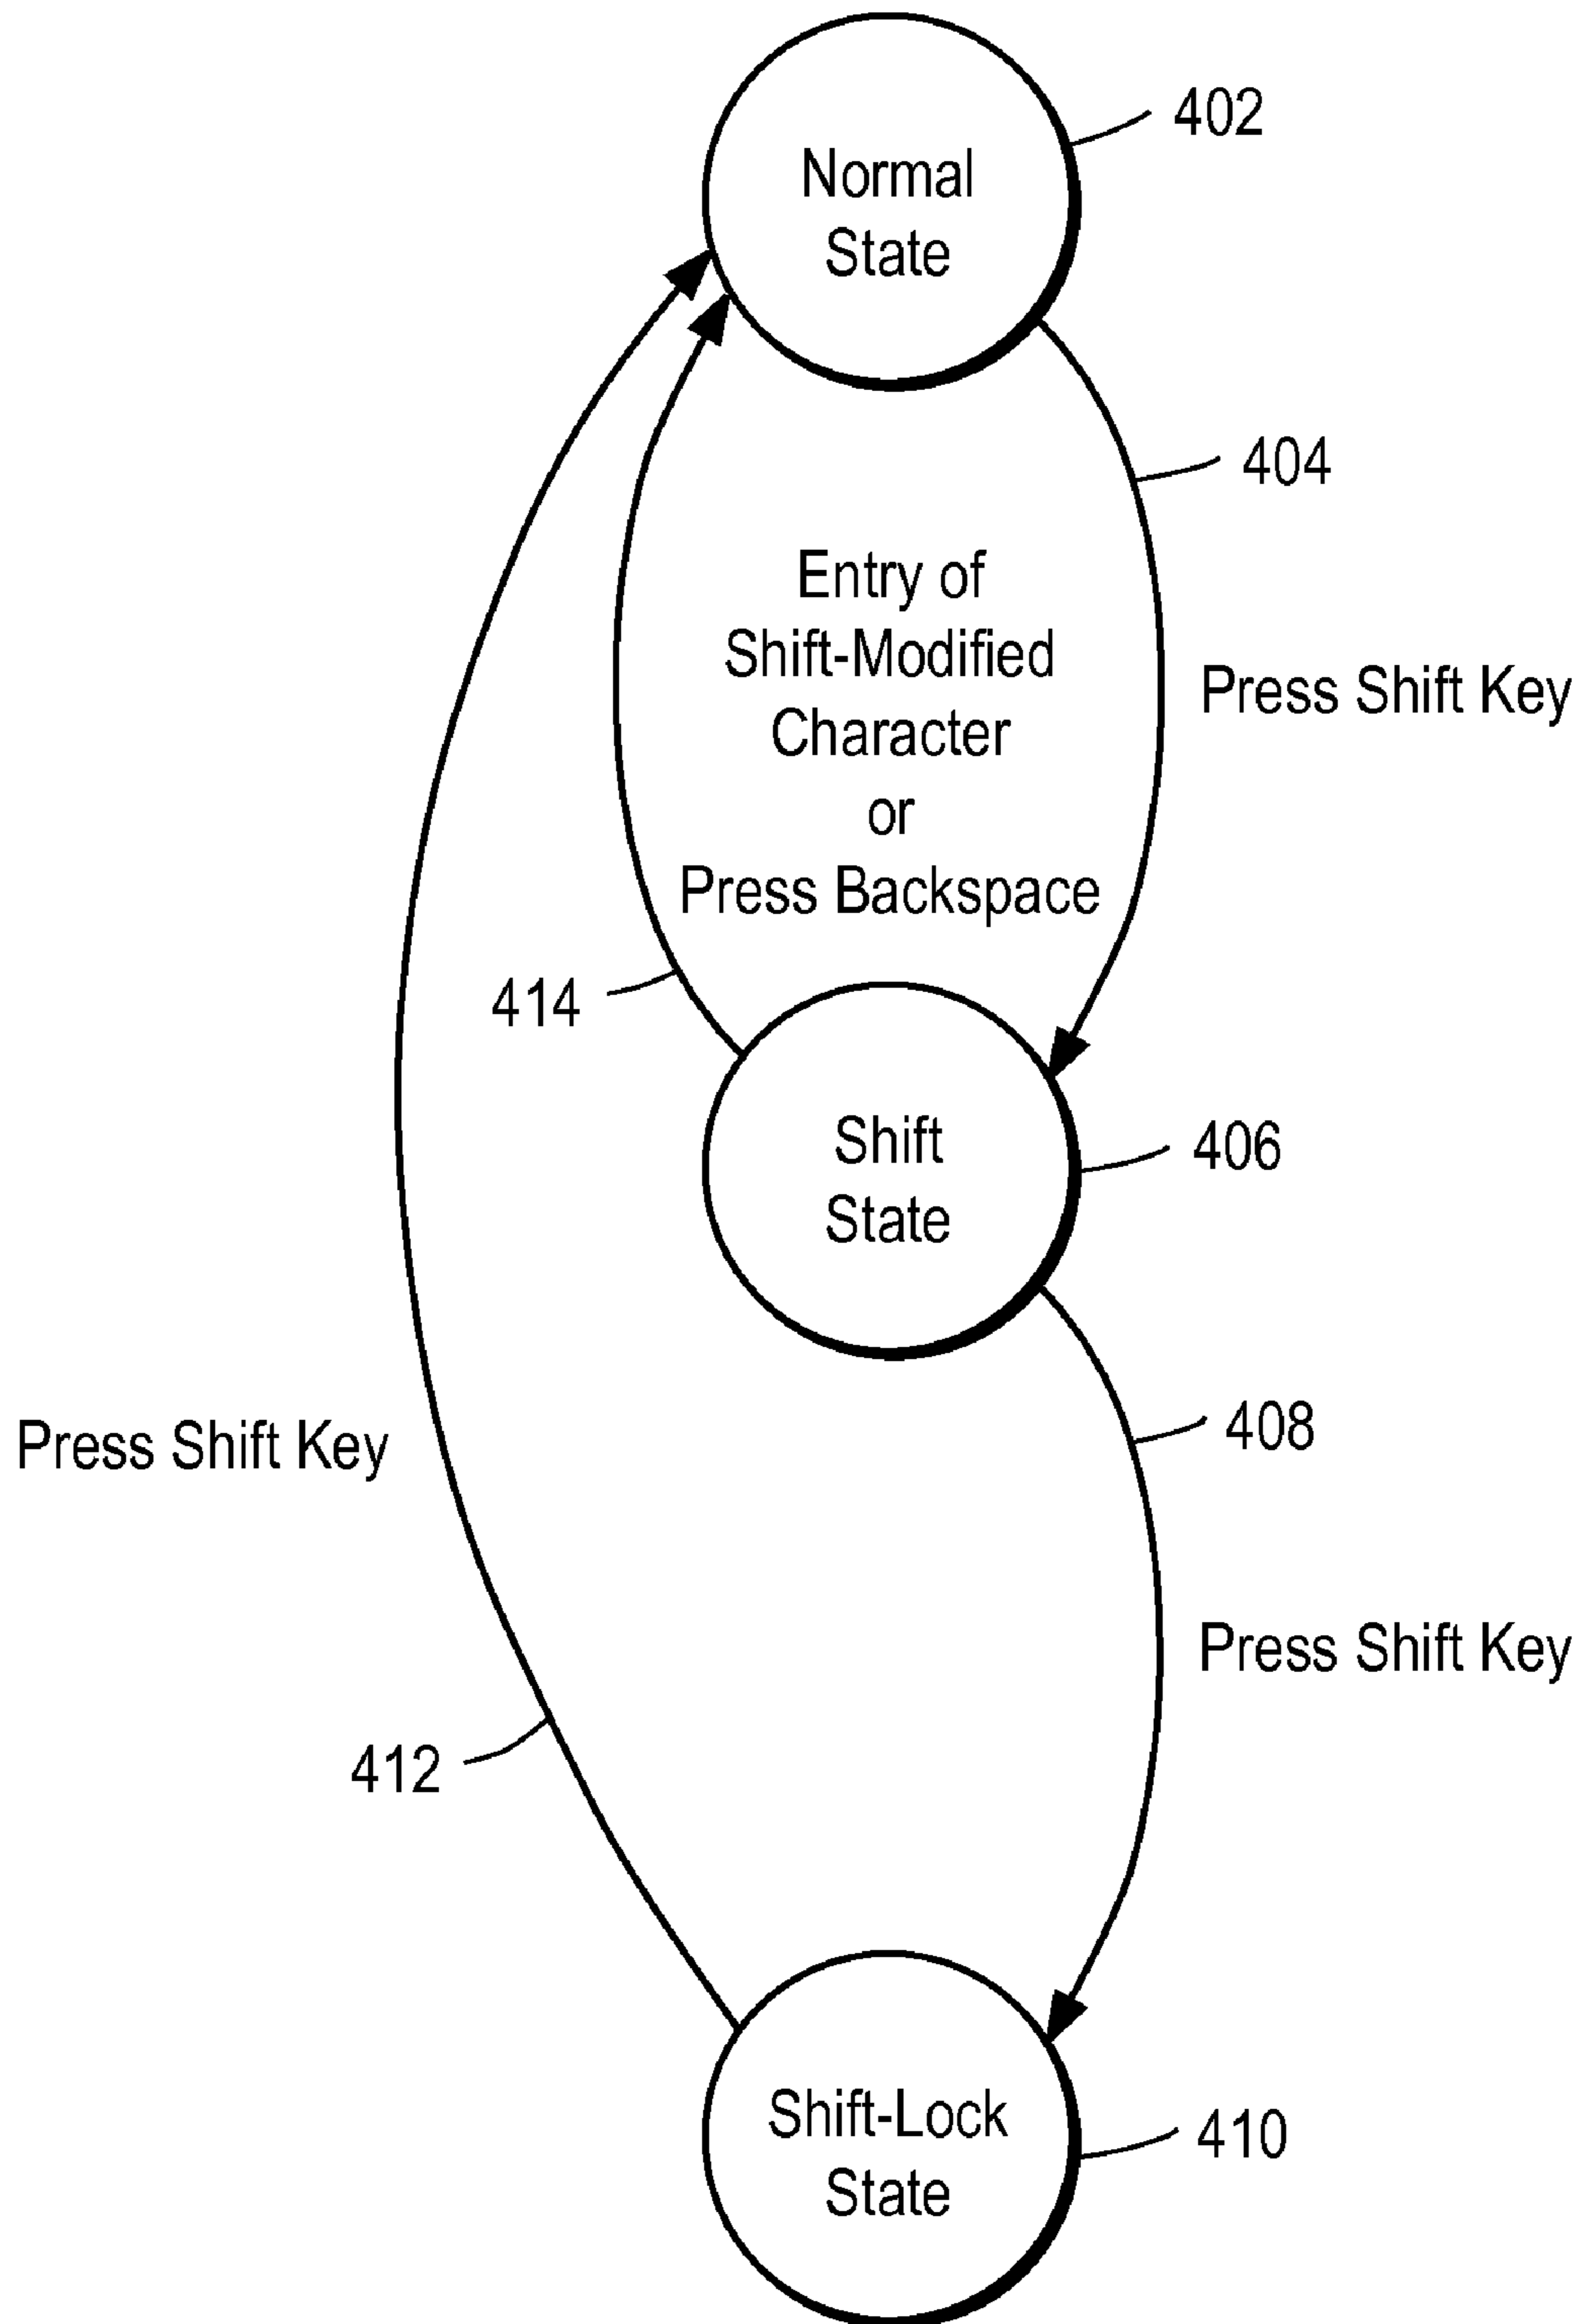 402
Normal
State
404
Entry of
Shift-Modified
Character
or
Press Backspace
Press Shift Key
414
Shift
State
406
408
Press Shift Key
Press Shift Key
412
Shift-Lock
State
410